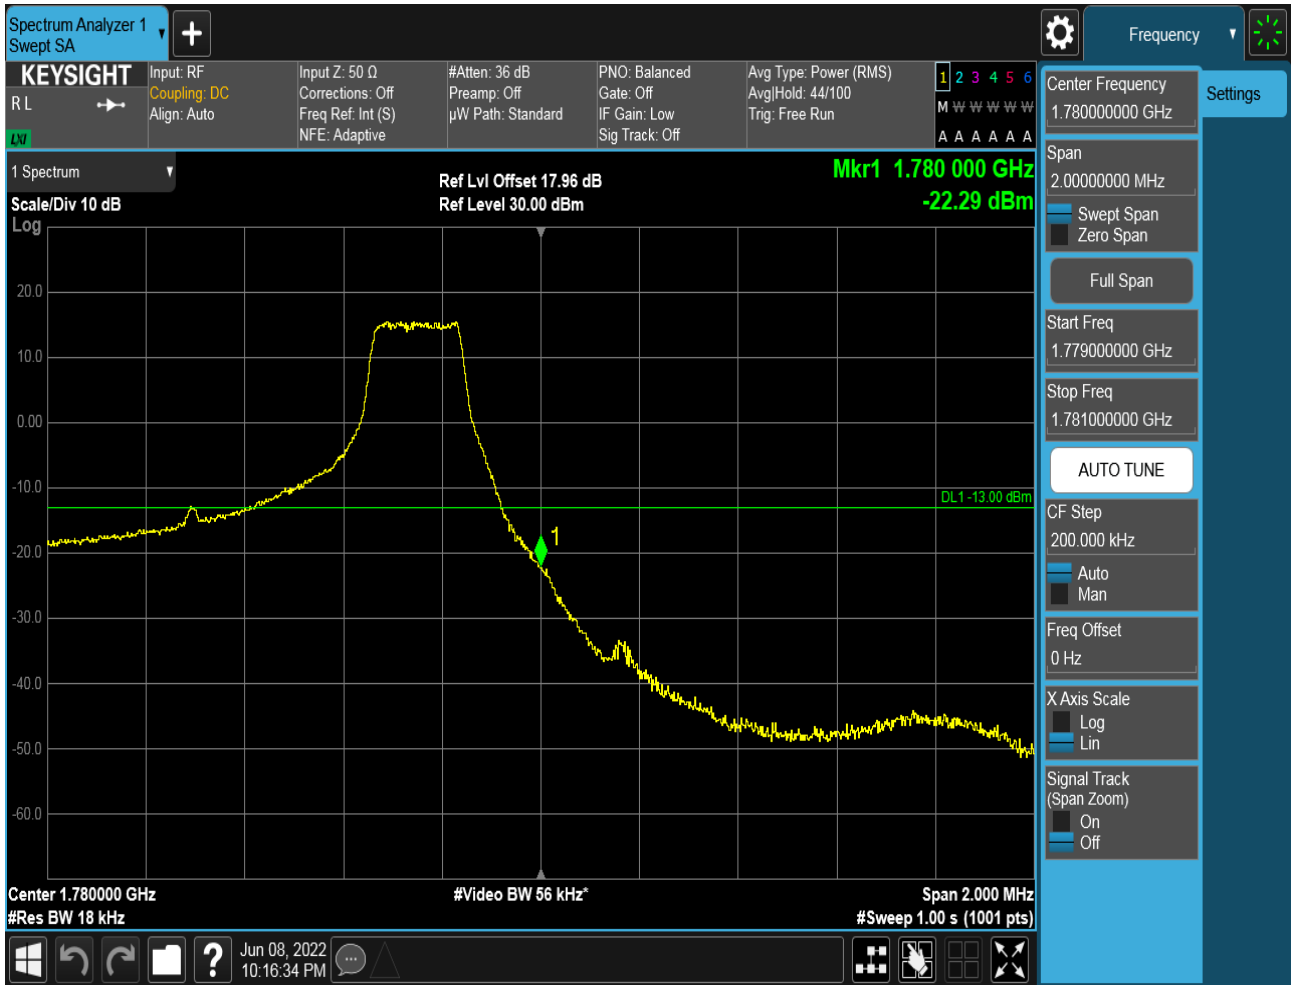 Spectrum Analyzer 1
Swept SA
Frequency
KEYSIGHT
R L
LXI
Input: RF
Coupling: DC
Align: Auto
Input Z: 50 Ω
Corrections: Off
Freq Ref: Int (S)
NFE: Adaptive
#Atten: 36 dB
Preamp: Off
µW Path: Standard
PNO: Balanced
Gate: Off
IF Gain: Low
Sig Track: Off
Avg Type: Power (RMS)
Avg|Hold: 44/100
Trig: Free Run
1 2 3 4 5 6
M W W W W W
A A A A A A
1 Spectrum
Scale/Div 10 dB
Log
Ref Lvl Offset 17.96 dB
Ref Level 30.00 dBm
Mkr1 1.780 000 GHz
-22.29 dBm
20.0
10.0
0.00
-10.0
-20.0
-30.0
-40.0
-50.0
-60.0
DL1 -13.00 dBm
1
Center 1.780000 GHz
#Res BW 18 kHz
#Video BW 56 kHz*
Span 2.000 MHz
#Sweep 1.00 s (1001 pts)
Jun 08, 2022
10:16:34 PM
Center Frequency
1.780000000 GHz
Settings
Span
2.00000000 MHz
Swept Span
Zero Span
Full Span
Start Freq
1.779000000 GHz
Stop Freq
1.781000000 GHz
AUTO TUNE
CF Step
200.000 kHz
Auto
Man
Freq Offset
0 Hz
X Axis Scale
Log
Lin
Signal Track
(Span Zoom)
On
Off